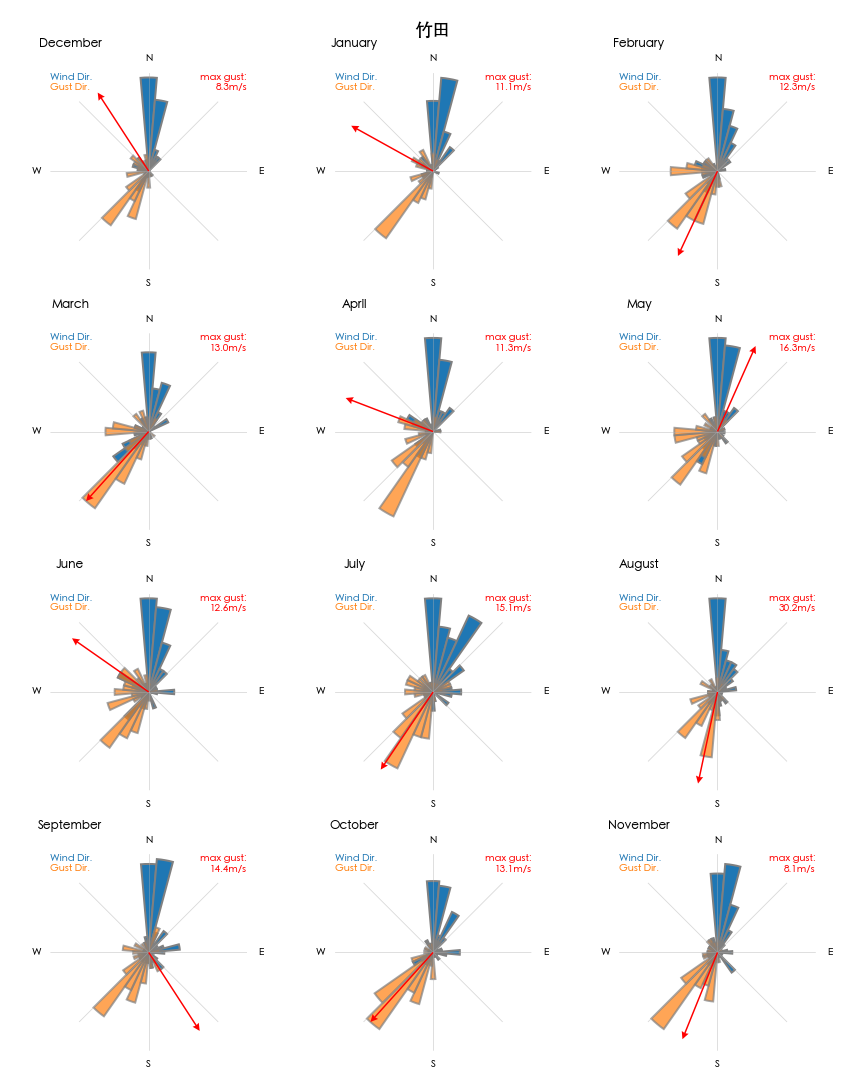 竹田
December
January
February
N
N
N
Wind Dir.
max gust:
Wind Dir.
max gust:
Wind Dir.
max gust:
Gust Dir.
8.3m/s
Gust Dir.
11.1m/s
Gust Dir.
12.3m/s
W
E
W
E
W
E
S
S
S
March
April
May
N
N
N
Wind Dir.
max gust:
Wind Dir.
max gust:
Wind Dir.
max gust:
Gust Dir.
13.0m/s
Gust Dir.
11.3m/s
Gust Dir.
16.3m/s
W
E
W
E
W
E
S
S
S
June
July
August
N
N
N
Wind Dir.
max gust:
Wind Dir.
max gust:
Wind Dir.
max gust:
Gust Dir.
12.6m/s
Gust Dir.
15.1m/s
Gust Dir.
30.2m/s
W
E
W
E
W
E
S
S
S
September
October
November
N
N
N
Wind Dir.
max gust:
Wind Dir.
max gust:
Wind Dir.
max gust:
Gust Dir.
14.4m/s
Gust Dir.
13.1m/s
Gust Dir.
8.1m/s
W
E
W
E
W
E
S
S
S